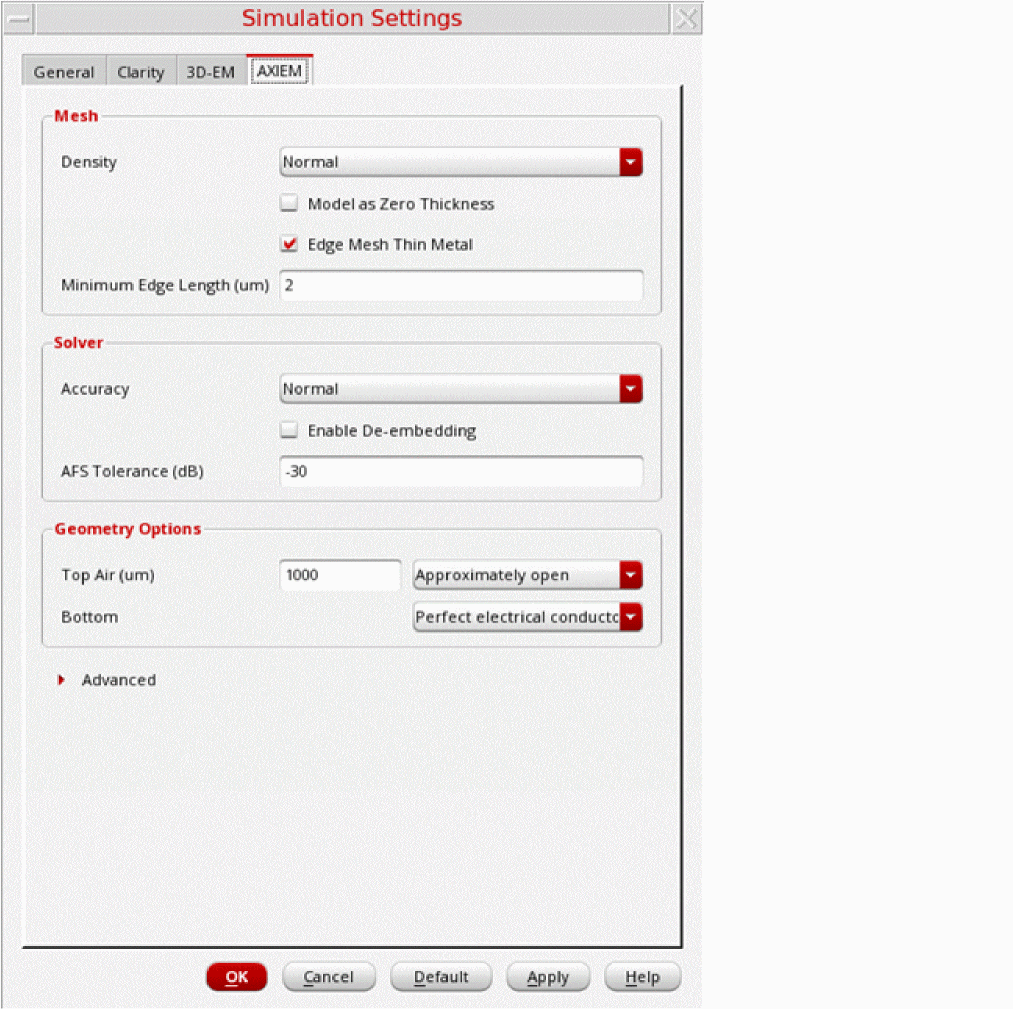 Simulation Settings
General Clarity 3D-EM AXIEM
Mesh
Density Normal
Model as Zero Thickness
Edge Mesh Thin Metal
Minimum Edge Length (um) 2
Solver
Accuracy Normal
Enable De-embedding
AFS Tolerance (dB) -30
Geometry Options
Top Air (um) 1000 Approximately open
Bottom Perfect electrical conductc
Advanced
OK Cancel Default Apply Help